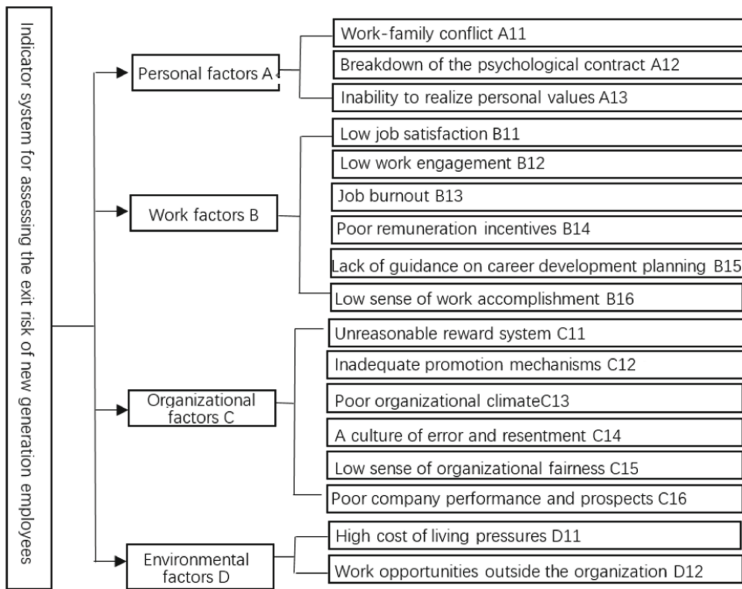 Indicator system for assessing the exit risk of new generation employees
Personal factors A
Work-family conflict A11
Breakdown of the psychological contract A12
Inability to realize personal values A13
Work factors B
Low job satisfaction B11
Low work engagement B12
Job burnout B13
Poor remuneration incentives B14
Lack of guidance on career development planning B15
Low sense of work accomplishment B16
Organizational
factors C
Unreasonable reward system C11
Inadequate promotion mechanisms C12
Poor organizational climateC13
A culture of error and resentment C14
Low sense of organizational fairness C15
Poor company performance and prospects C16
Environmental
factors D
High cost of living pressures D11
Work opportunities outside the organization D12